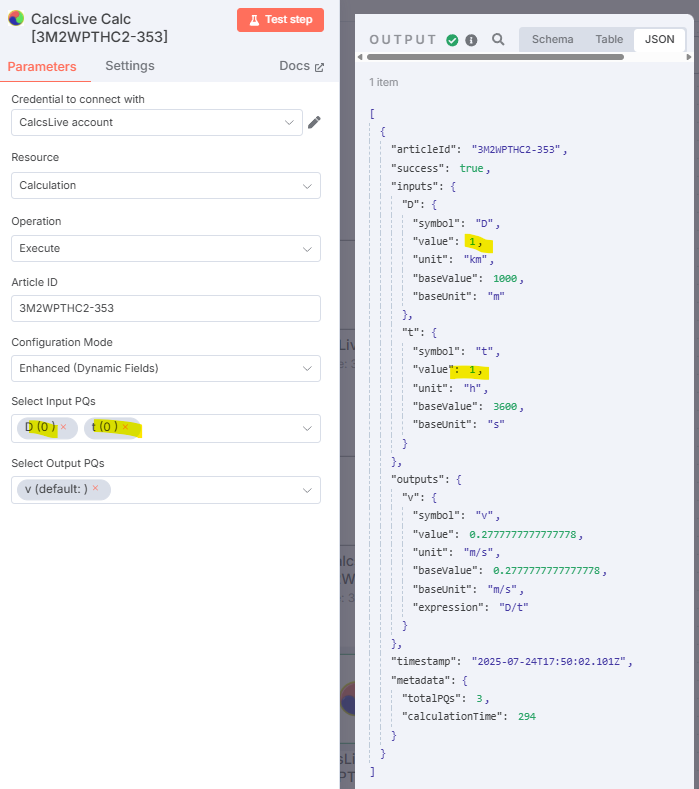 CalcsLive Calc
[3M2WPTHC2-353]
Test step
Parameters
Settings
Docs
Credential to connect with
CalcsLive account
Resource
Calculation
Operation
Execute
Article ID
3M2WPTHC2-353
Configuration Mode
Enhanced (Dynamic Fields)
Select Input PQs
D (0 ) ×
t (0 ) ×
Select Output PQs
v (default: ) ×
OUTPUT
Schema
Table
JSON
1 item
[
{
"articleId": "3M2WPTHC2-353",
"success": true,
"inputs": {
"D": {
"symbol": "D",
"value": 1,
"unit": "km",
"baseValue": 1000,
"baseUnit": "m"
},
"t": {
"symbol": "t",
"value": 1,
"unit": "h",
"baseValue": 3600,
"baseUnit": "s"
}
},
"outputs": {
"v": {
"symbol": "v",
"value": 0.2777777777777778,
"unit": "m/s",
"baseValue": 0.2777777777777778,
"baseUnit": "m/s",
"expression": "D/t"
}
},
"timestamp": "2025-07-24T17:50:02.101Z",
"metadata": {
"totalPQs": 3,
"calculationTime": 294
}
}
]